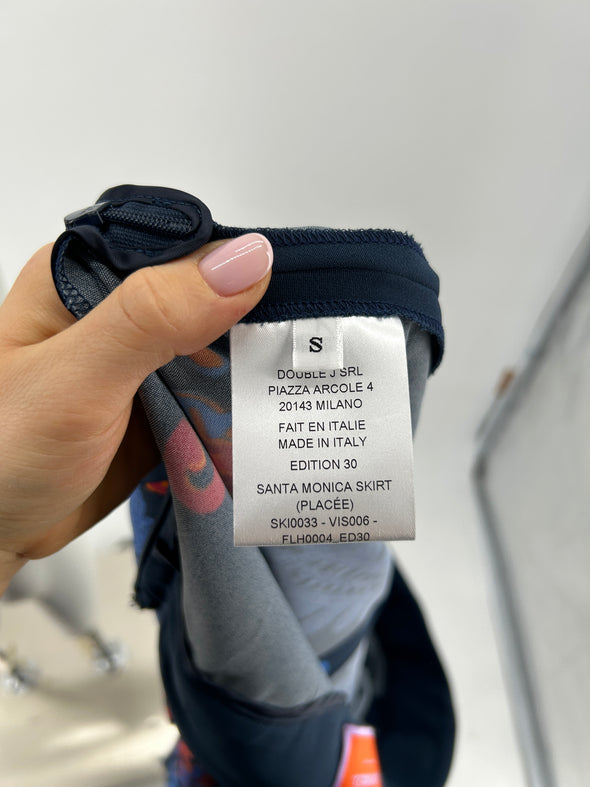 S
DOUBLE J SRL
PIAZZA ARCOLE 4
20143 MILANO
FAIT EN ITALIE
MADE IN ITALY
EDITION 30
SANTA MONICA SKIRT
(PLACÉE)
SKI0033 - VIS006 -
FLH0004_ED30